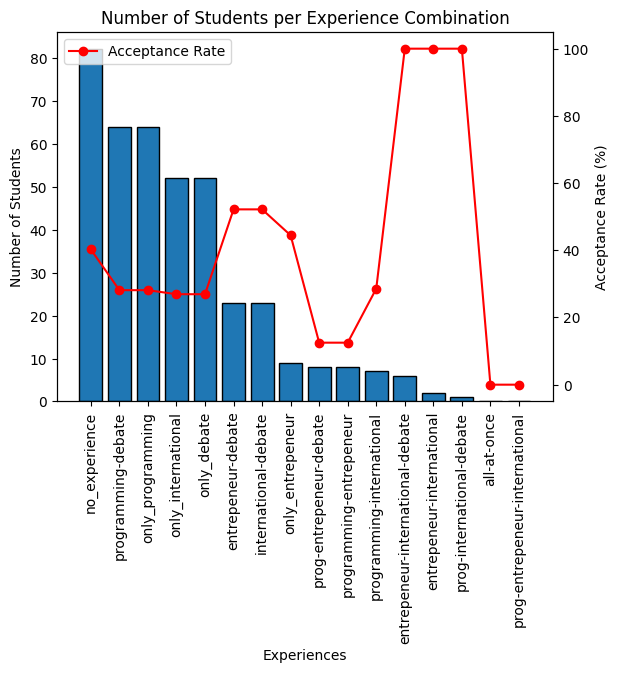 Number of Students per Experience Combination
Acceptance Rate
Number of Students
80
70
60
50
40
30
20
10
0
Acceptance Rate (%)
100
80
60
40
20
0
no_experience
programming-debate
only_programming
only_international
only_debate
entrepeneur-debate
international-debate
only_entrepeneur
prog-entrepeneur-debate
programming-entrepeneur
programming-international
entrepeneur-international-debate
entrepeneur-international
prog-international-debate
all-at-once
prog-entrepeneur-international
Experiences